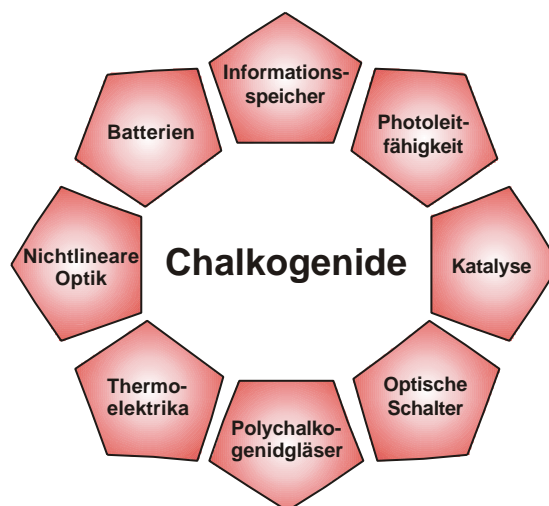 Informations-
speicher
Photoleit-
fähigkeit
Batterien
Chalkogenide
Nichtlineare
Optik
Katalyse
Thermo-
elektrika
Optische
Schalter
Polychalko-
genidgläser